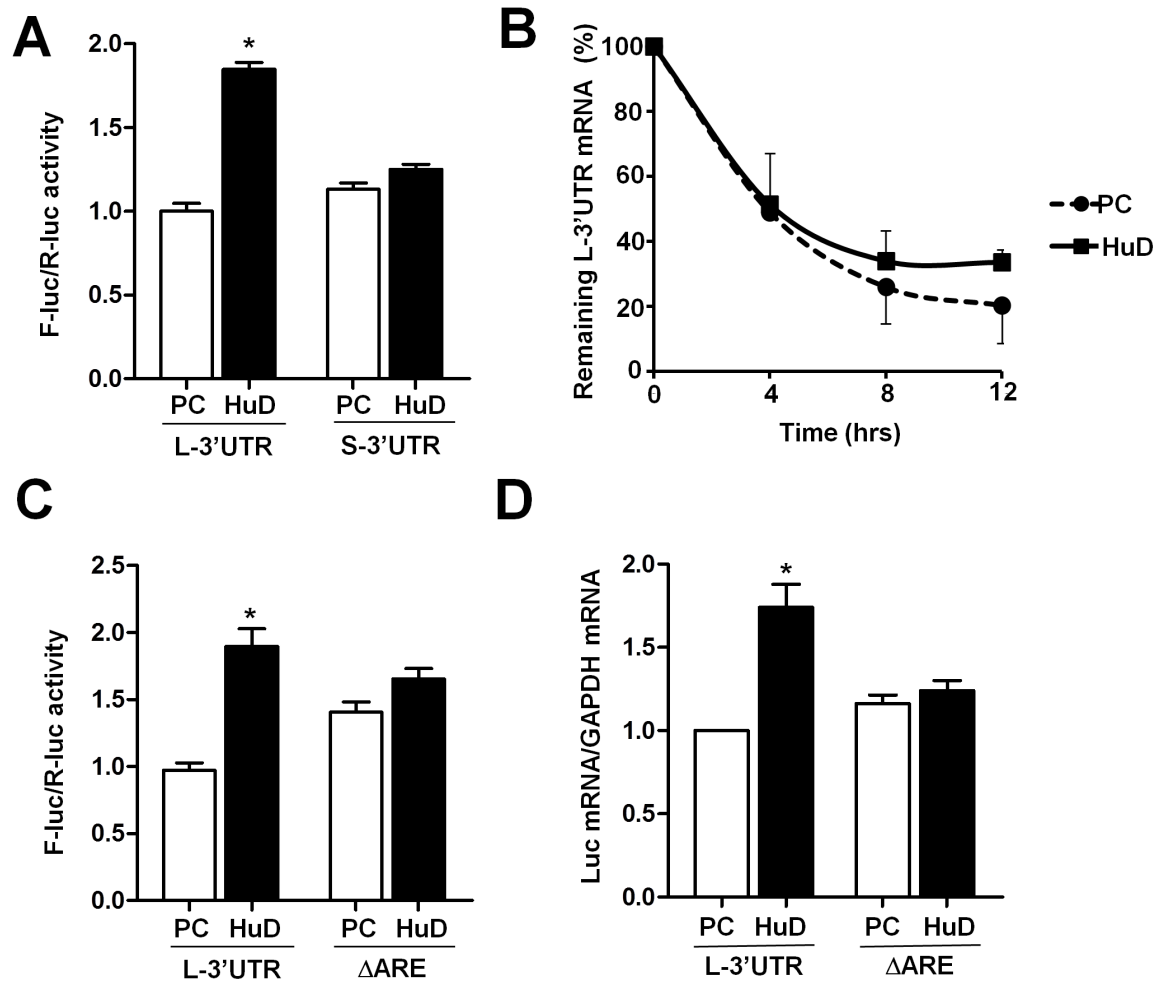 A
F-luc/R-luc activity
2.0
1.5
1.0
0.5
0.0
*
PC HuD PC HuD
L-3’UTR S-3’UTR
B
Remaining L-3’UTR mRNA (%)
100
80
60
40
20
0
0 4 8 12
Time (hrs)
PC
HuD
C
F-luc/R-luc activity
2.5
2.0
1.5
1.0
0.5
0.0
*
PC HuD PC HuD
L-3’UTR ΔARE
D
Luc mRNA/GAPDH mRNA
2.0
1.5
1.0
0.5
0.0
*
PC HuD PC HuD
L-3’UTR ΔARE